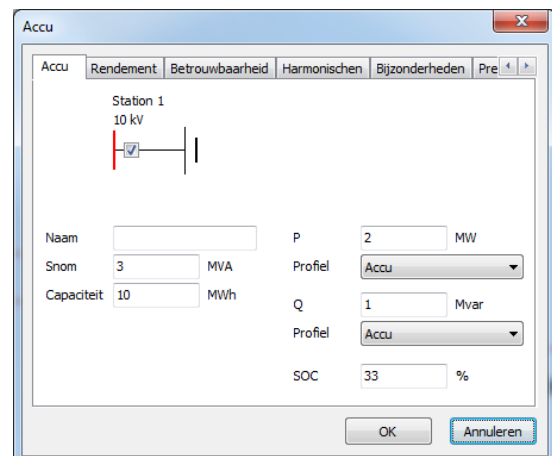 Accu
Accu Rendement Betrouwbaarheid Harmonischen Bijzonderheden Pre
Station 1
10 kV
Naam
Snom 3 MVA
Capaciteit 10 MWh
P 2 MW
Profiel Accu
Q 1 Mvar
Profiel Accu
SOC 33 %
OK Annuleren